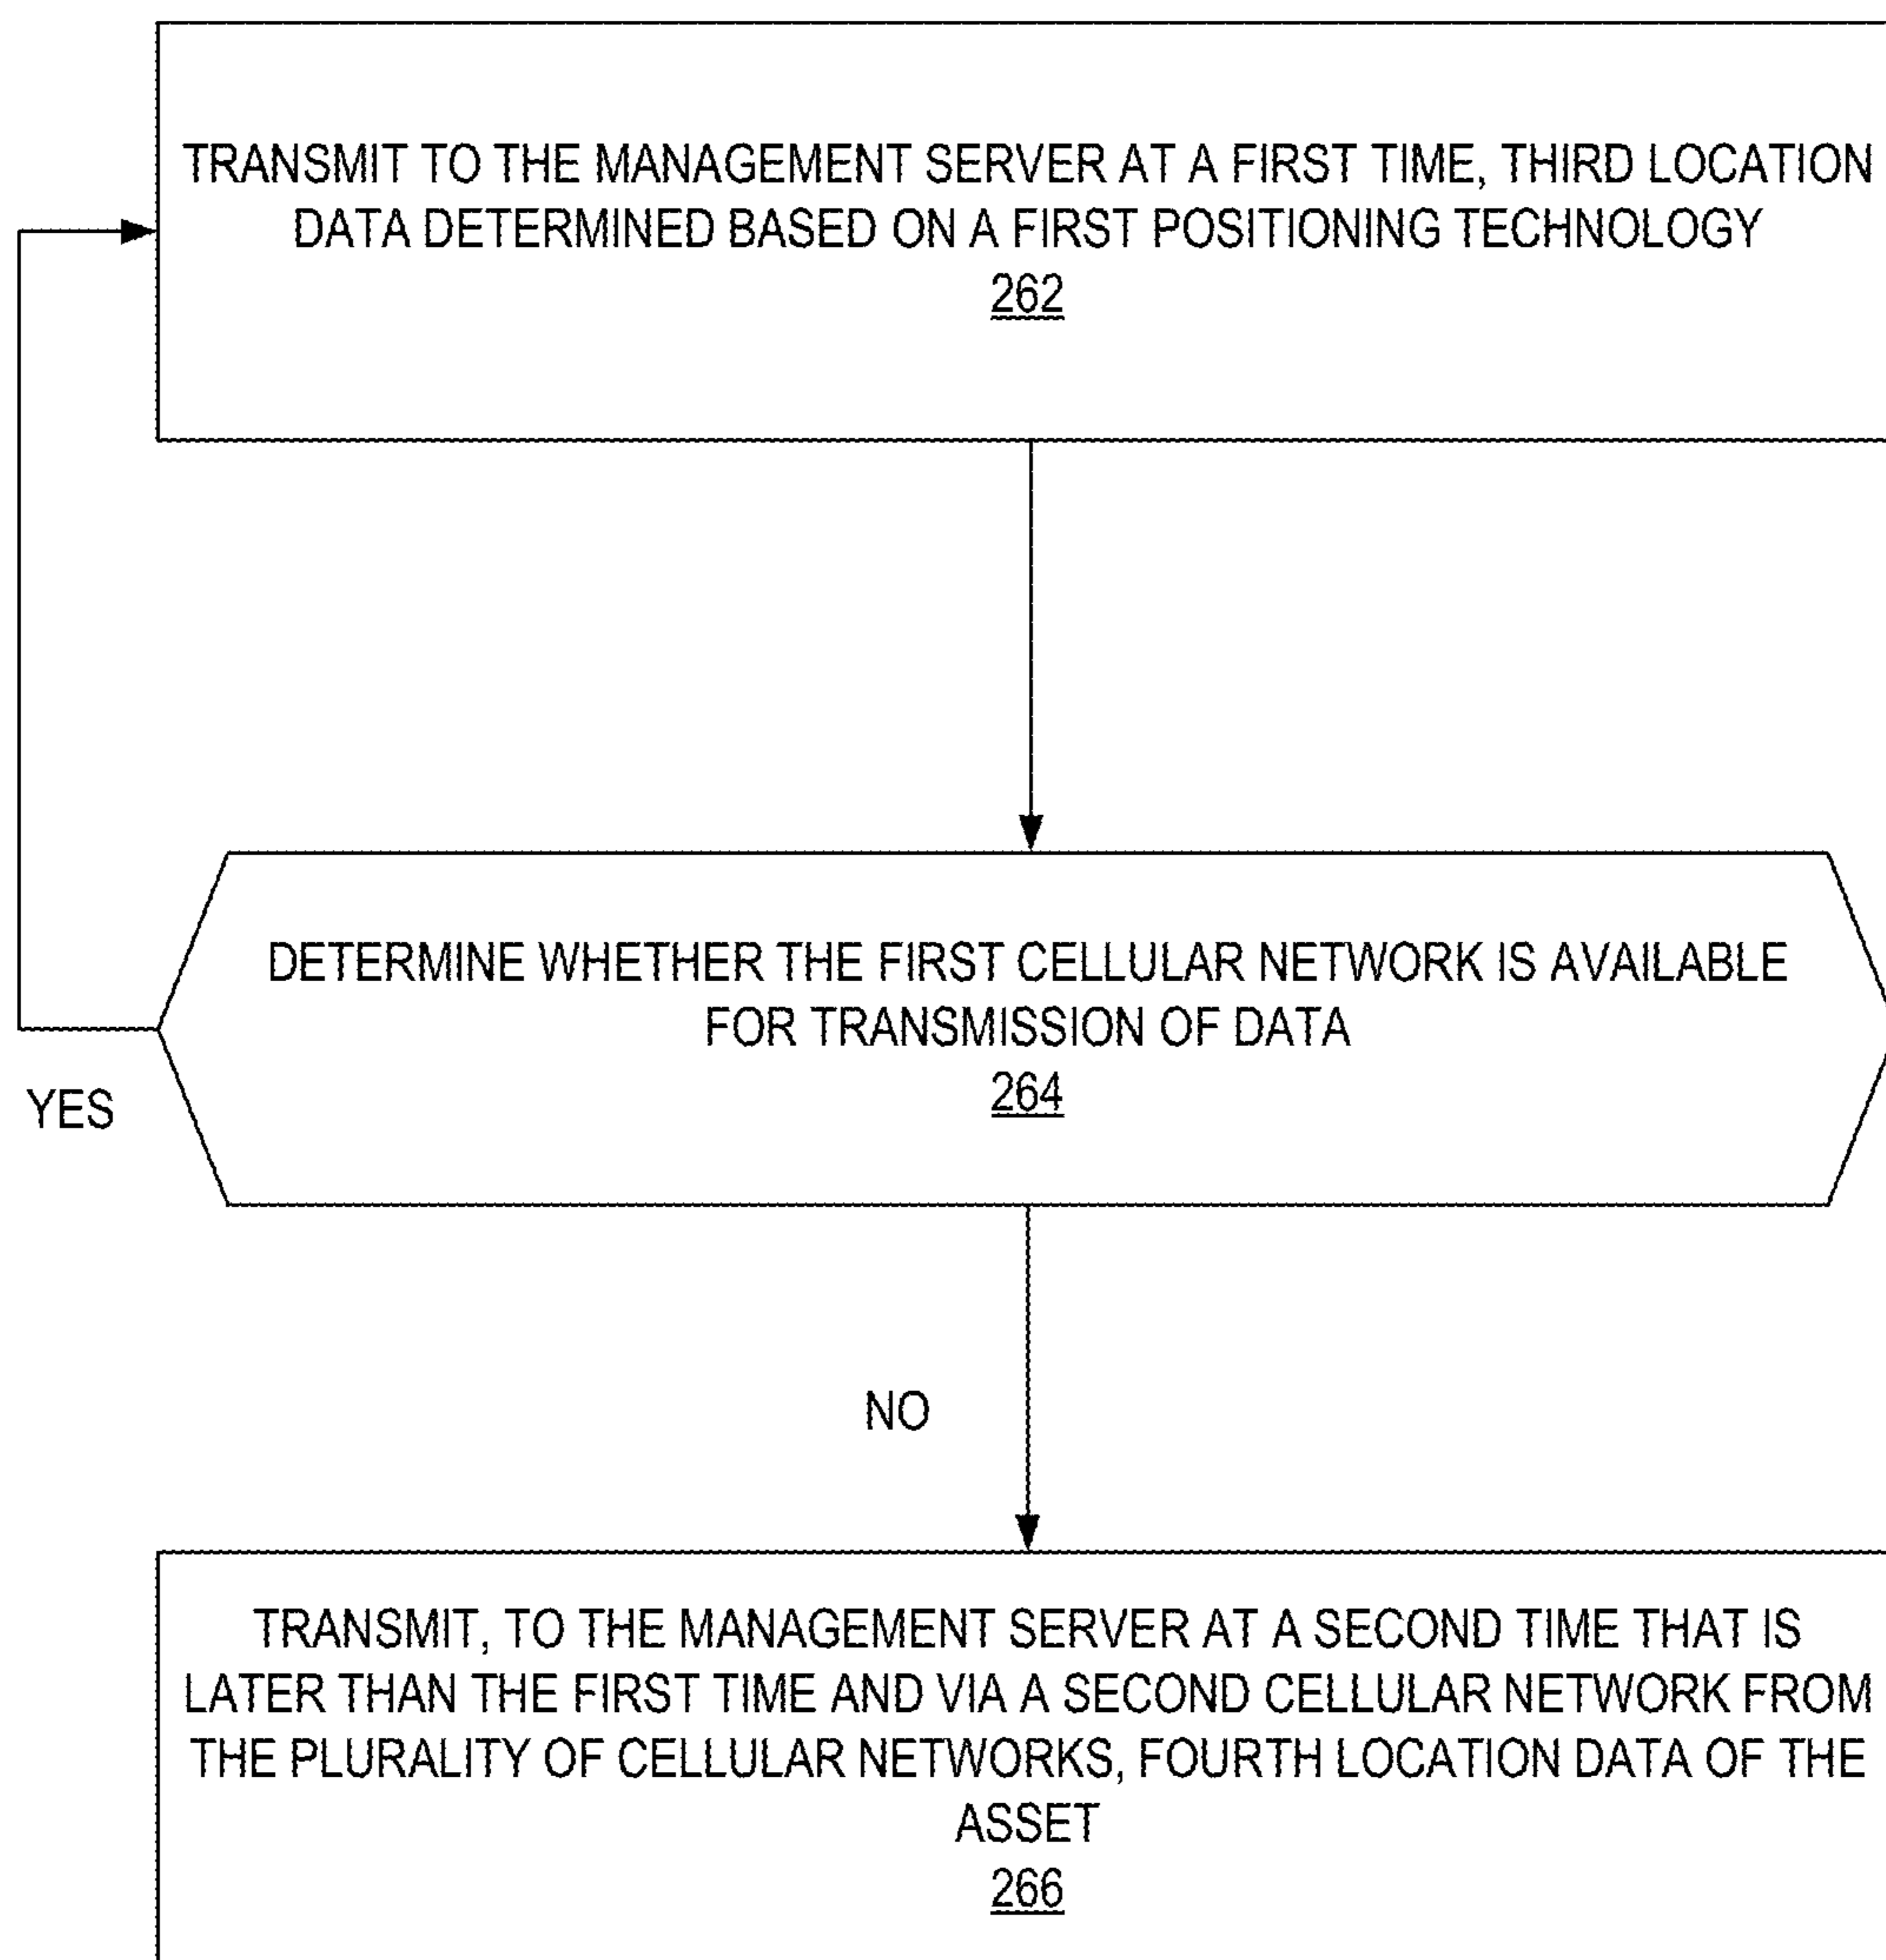 TRANSMIT TO THE MANAGEMENT SERVER AT A FIRST TIME, THIRD LOCATION
DATA DETERMINED BASED ON A FIRST POSITIONING TECHNOLOGY
262
DETERMINE WHETHER THE FIRST CELLULAR NETWORK IS AVAILABLE
FOR TRANSMISSION OF DATA
264
YES
NO
TRANSMIT, TO THE MANAGEMENT SERVER AT A SECOND TIME THAT IS
LATER THAN THE FIRST TIME AND VIA A SECOND CELLULAR NETWORK FROM
THE PLURALITY OF CELLULAR NETWORKS, FOURTH LOCATION DATA OF THE
ASSET
266